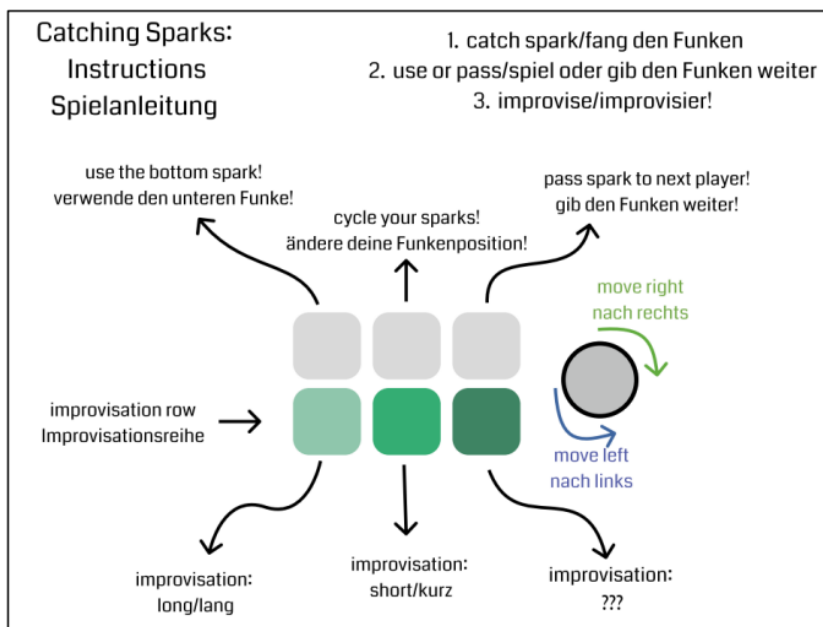 Catching Sparks:
Instructions
Spielanleitung
1. catch spark/fang den Funken
2. use or pass/spiel oder gib den Funken weiter
3. improvise/improvisier!
use the bottom spark!
verwende den unteren Funke!
cycle your sparks!
ändere deine Funkenposition!
pass spark to next player!
gib den Funken weiter!
move right
nach rechts
improvisation row
Improvisationsreihe
move left
nach links
improvisation:
long/lang
improvisation:
short/kurz
improvisation:
???